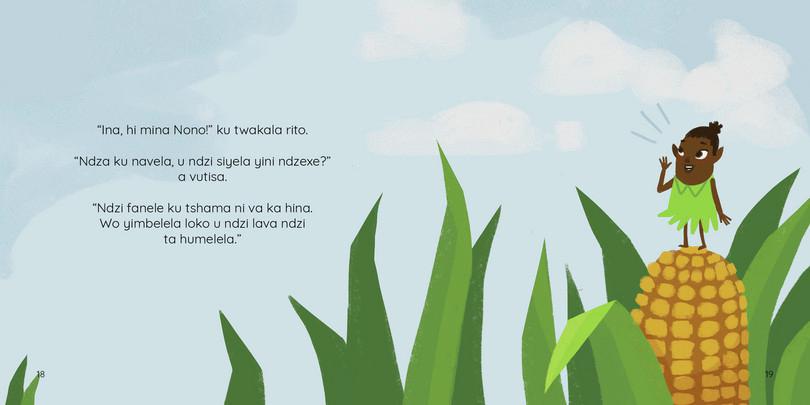 “Ina, hi mina Nono!” ku twakala rito.
“Ndza ku navela, u ndzi siyela yini ndzexe?”
a vutisa.
“Ndzi fanele ku tshama ni va ka hina.
Wo yimbelela loko u ndzi lava ndzi
ta humelela.”
18
19